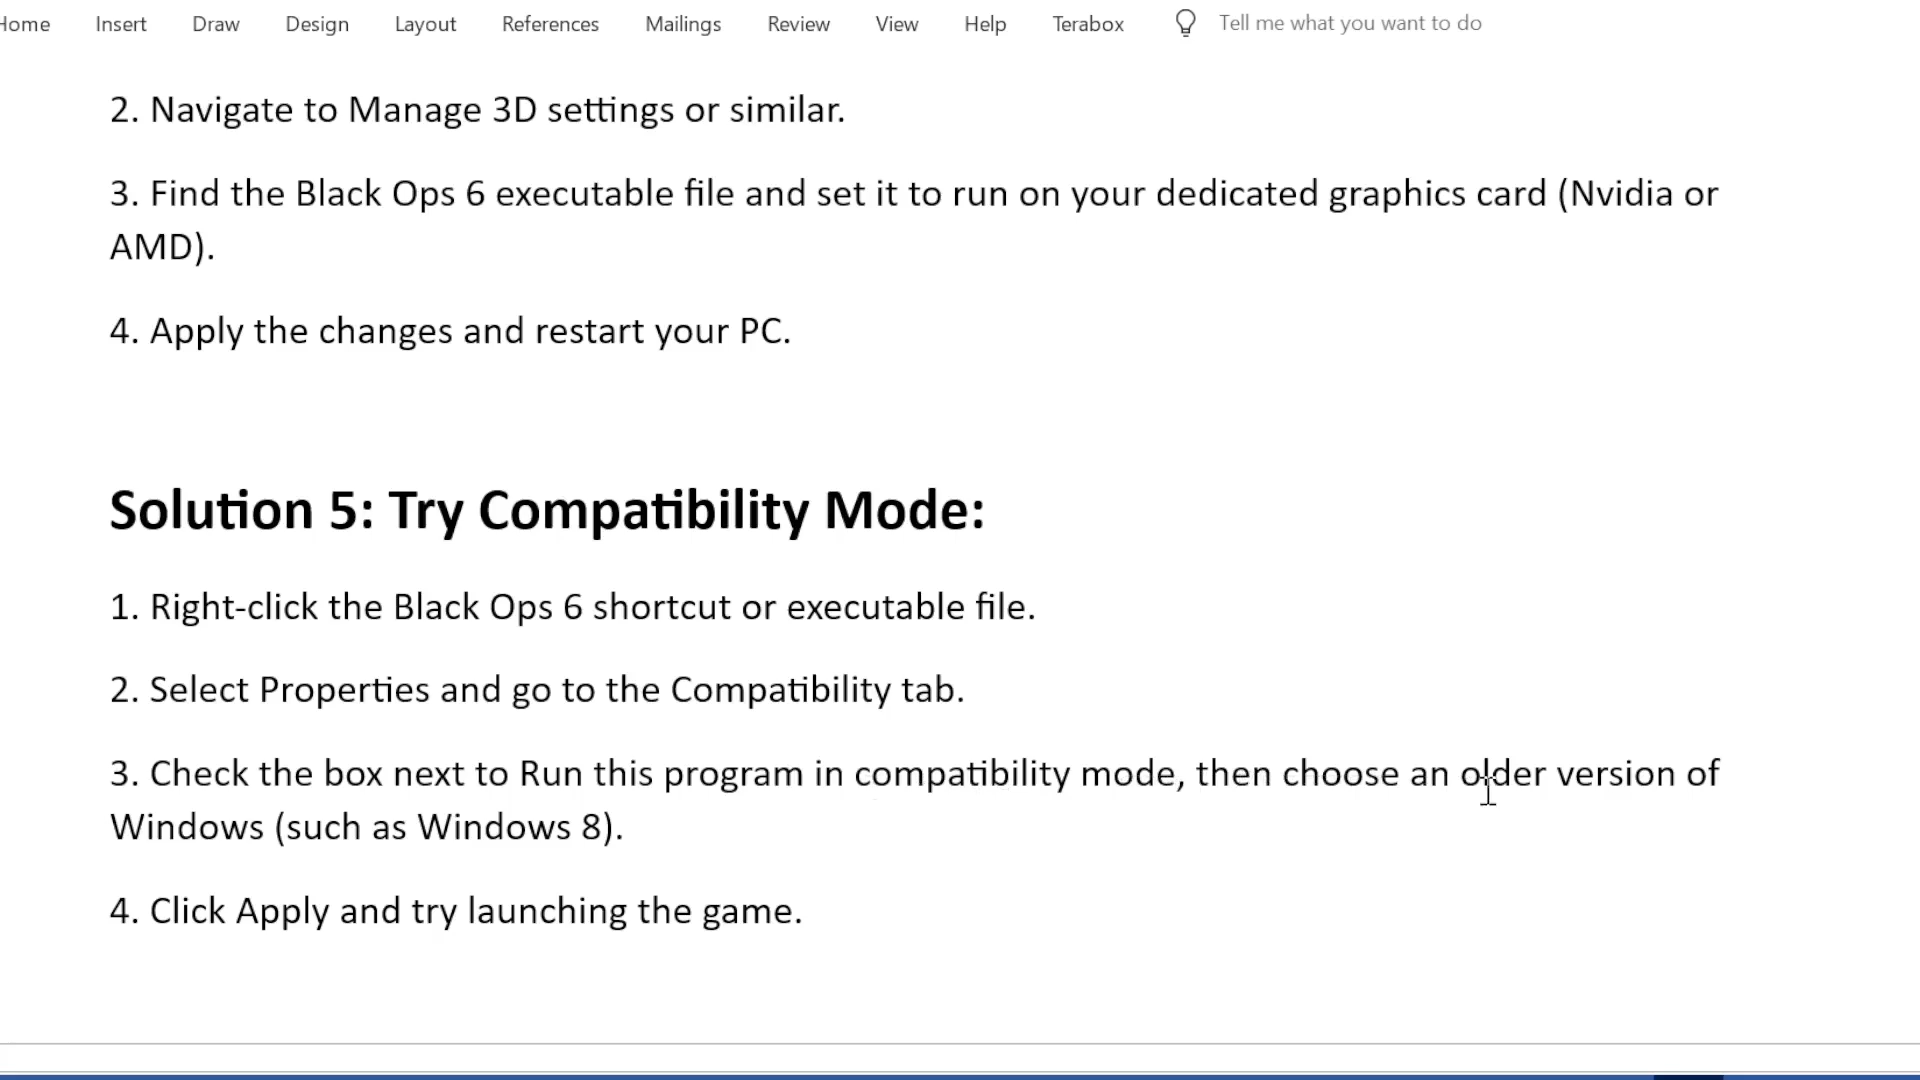 Home Insert Draw Design Layout References Mailings Review View Help Terabox Tell me what you want to do
2. Navigate to Manage 3D settings or similar.
3. Find the Black Ops 6 executable file and set it to run on your dedicated graphics card (Nvidia or
AMD).
4. Apply the changes and restart your PC.
Solution 5: Try Compatibility Mode:
1. Right-click the Black Ops 6 shortcut or executable file.
2. Select Properties and go to the Compatibility tab.
3. Check the box next to Run this program in compatibility mode, then choose an older version of
Windows (such as Windows 8).
4. Click Apply and try launching the game.